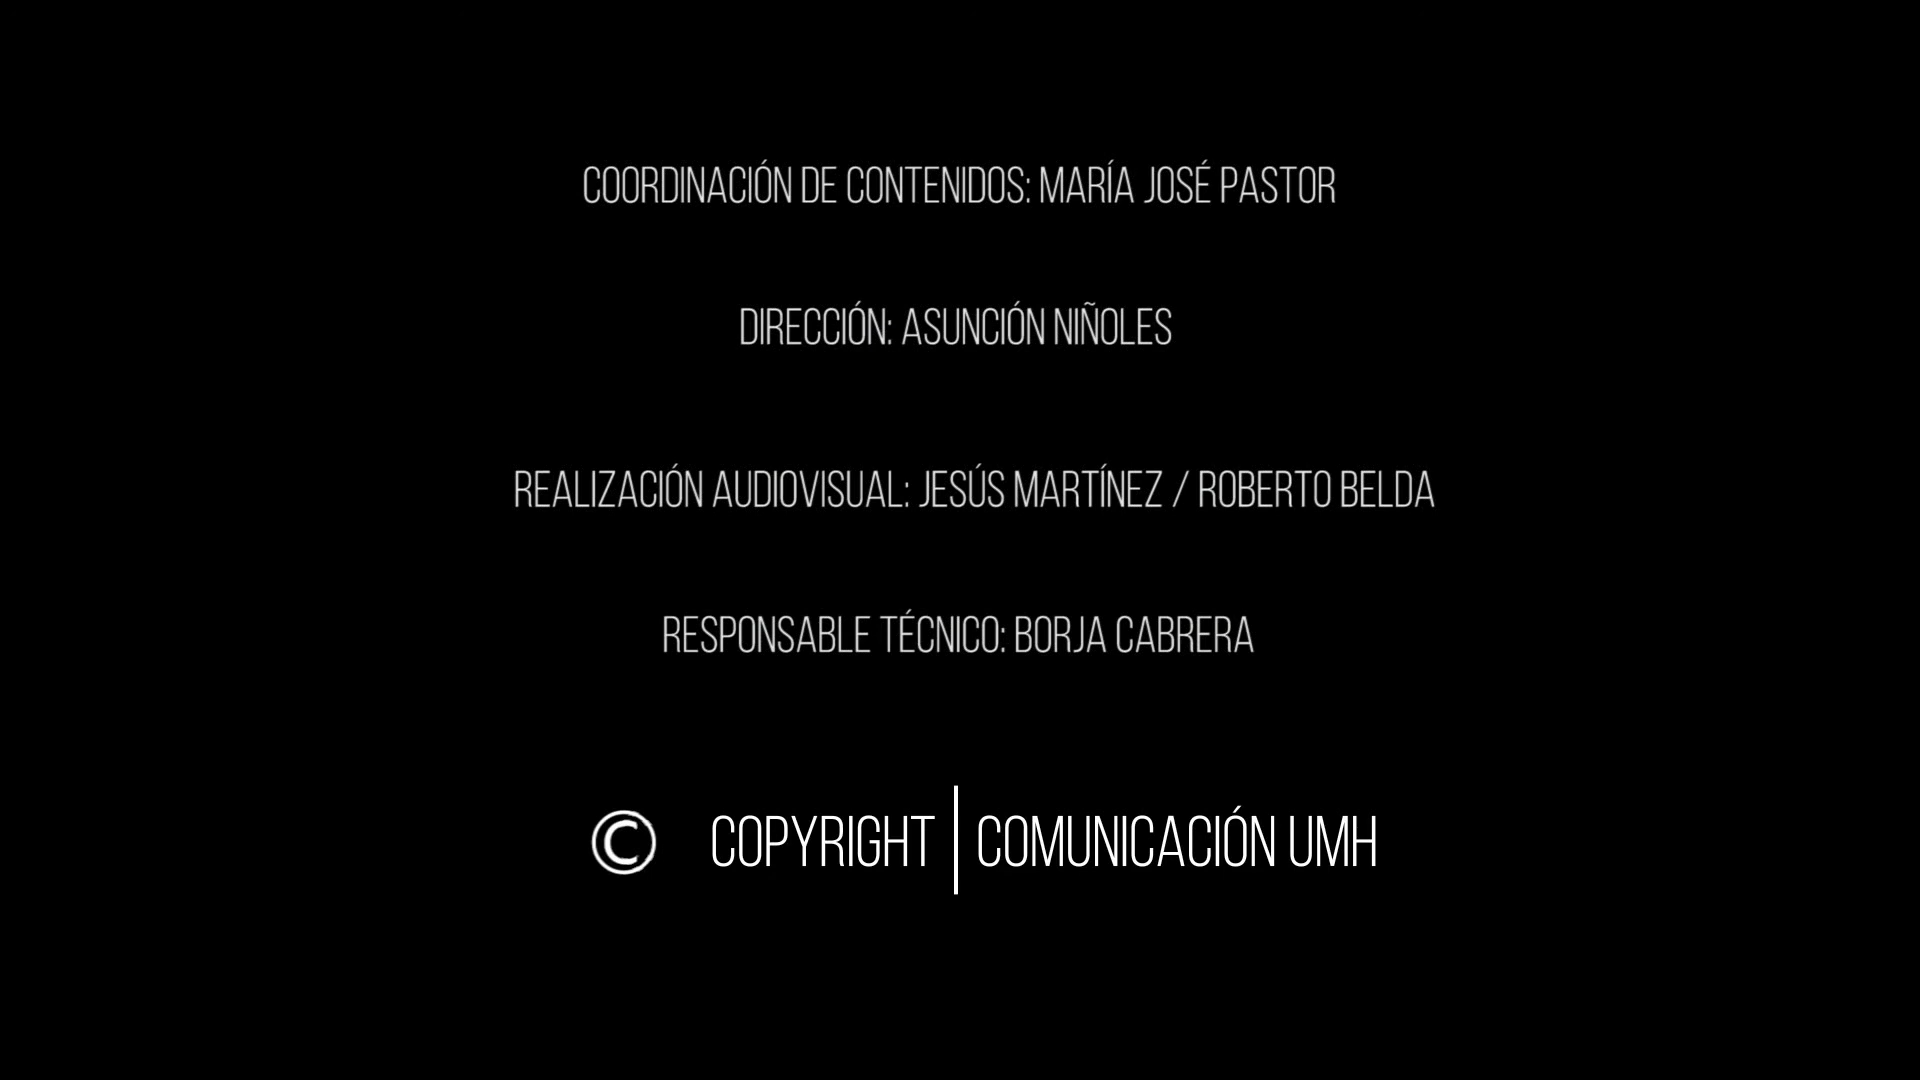 COORDINACIÓN DE CONTENIDOS: MARÍA JOSÉ PASTOR
DIRECCIÓN: ASUNCIÓN NIÑOLES
REALIZACIÓN AUDIOVISUAL: JESÚS MARTÍNEZ / ROBERTO BELDA
RESPONSABLE TÉCNICO: BORJA CABRERA
© COPYRIGHT | COMUNICACIÓN UMH